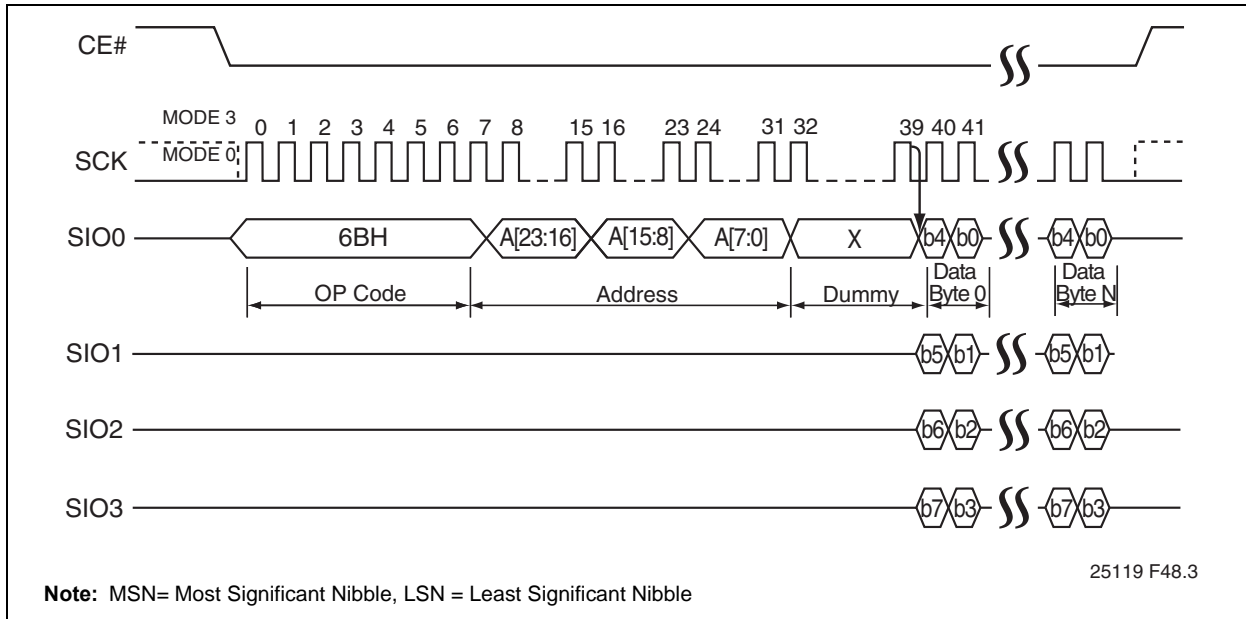 CE#
MODE 3
0 1 2 3 4 5 6 7 8 15 16 23 24 31 32 39 40 41
SCK MODE 0
SIO0 6BH A[23:16] A[15:8] A[7:0] X b4 b0 b4 b0
OP Code Address Dummy Data Byte 0 Data Byte N
SIO1 b5 b1 b5 b1
SIO2 b6 b2 b6 b2
SIO3 b7 b3 b7 b3
25119 F48.3
Note: MSN= Most Significant Nibble, LSN = Least Significant Nibble